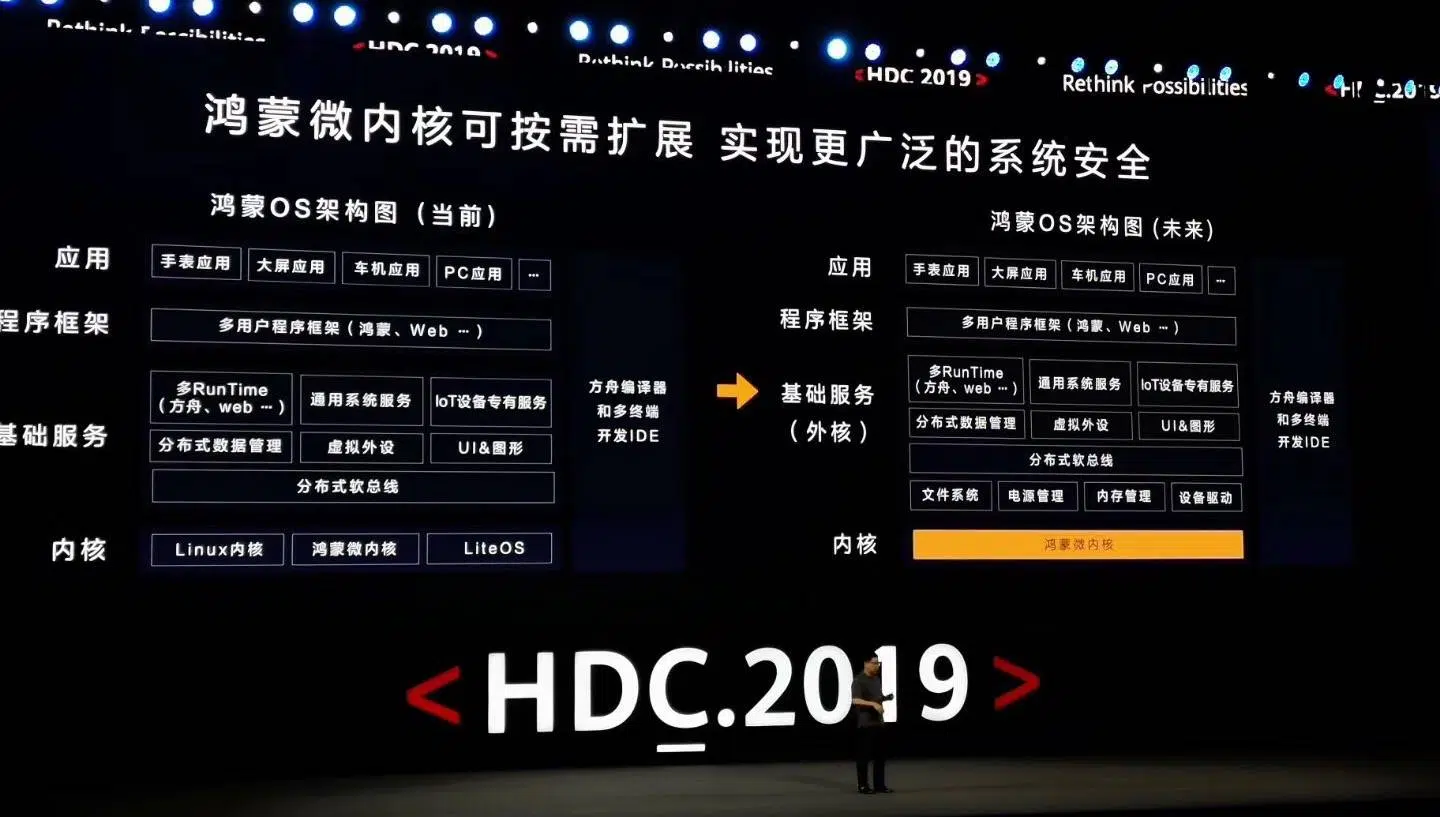 Rethink Possibilities
<HDC 2019>
Rethink Possibilities
<HDC 2019>
Rethink Possibilities
鸿蒙微内核可按需扩展 实现更广泛的系统安全
鸿蒙OS架构图（当前）
应用
手表应用 大屏应用 车机应用 PC应用 ···
程序框架
多用户程序框架（鸿蒙、Web ···）
基础服务
多RunTime
（方舟、web ···）
通用系统服务
IoT设备专有服务
分布式数据管理 虚拟外设 UI&图形
分布式软总线
内核
Linux内核 鸿蒙微内核 LiteOS
方舟编译器
和多终端
开发IDE
鸿蒙OS架构图(未来)
应用
手表应用 大屏应用 车机应用 PC应用 ···
程序框架
多用户程序框架（鸿蒙、Web ···）
基础服务
（外核）
多RunTime
（方舟、web ···）
通用系统服务
IoT设备专有服务
分布式数据管理 虚拟外设 UI&图形
分布式软总线
文件系统 电源管理 内存管理 设备驱动
内核
鸿蒙微内核
方舟编译器
和多终端
开发IDE
<HDC.2019>